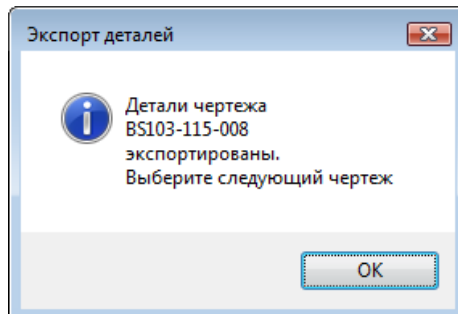 Экспорт деталей
Детали чертежа
BS103-115-008
экспортированы.
Выберите следующий чертеж
OK